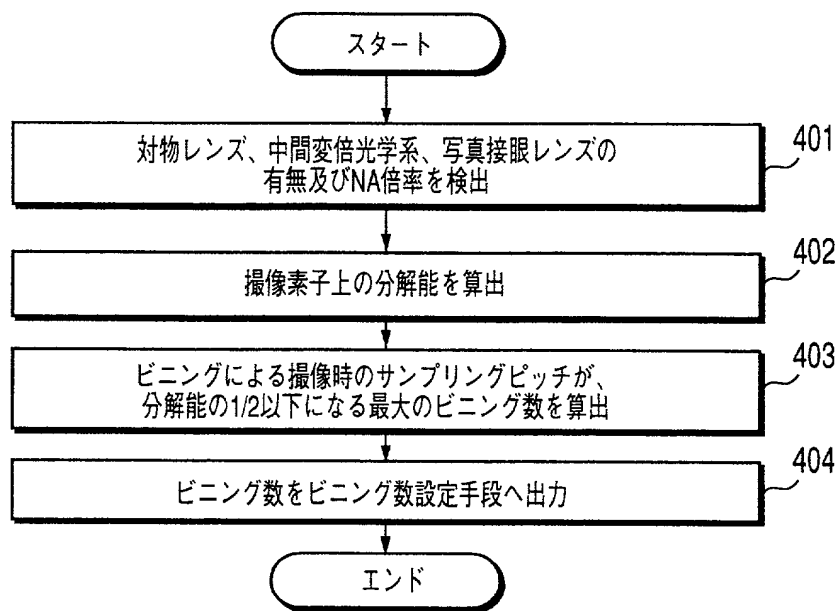 スタート
対物レンズ、中間変倍光学系、写真接眼レンズの
有無及びNA倍率を検出
401
撮像素子上の分解能を算出
402
ビニングによる撮像時のサンプリングピッチが、
分解能の1/2以下になる最大のビニング数を算出
403
ビニング数をビニング数設定手段へ出力
404
エンド